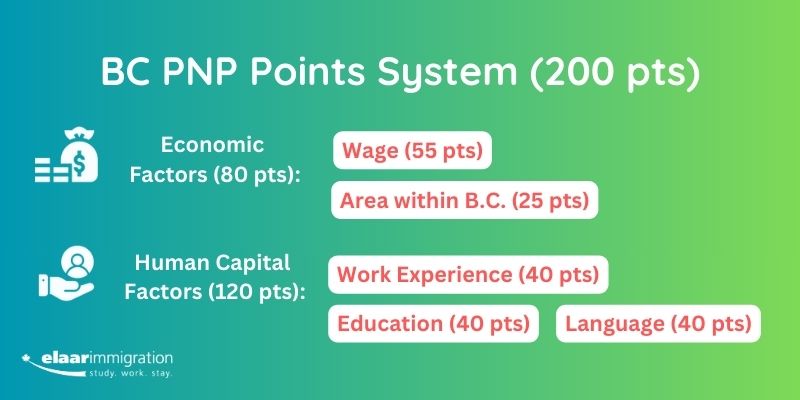 BC PNP Points System (200 pts)
Economic
Factors (80 pts):
Wage (55 pts)
Area within B.C. (25 pts)
Human Capital
Factors (120 pts):
Work Experience (40 pts)
Education (40 pts)
Language (40 pts)
$
elaarimmigration
study. work. stay.